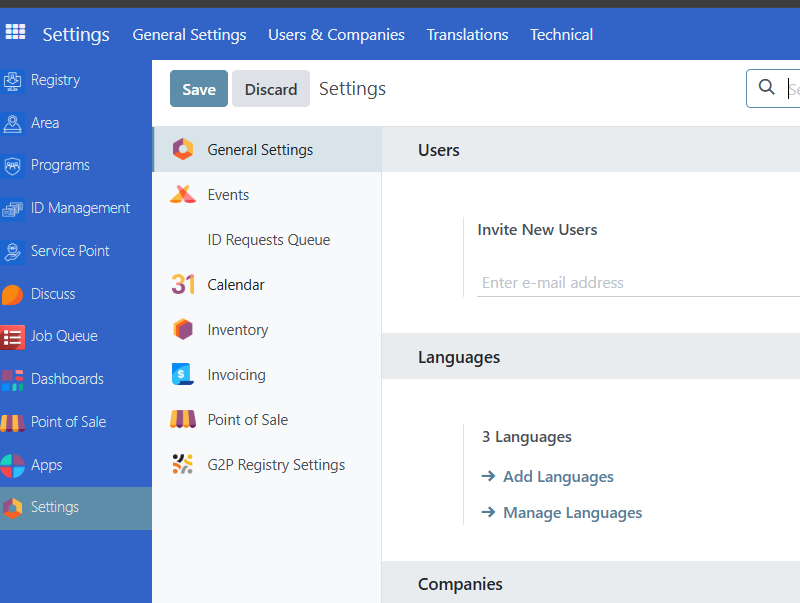 Settings
General Settings
Users & Companies
Translations
Technical
Registry
Area
Programs
ID Management
Service Point
Discuss
Job Queue
Dashboards
Point of Sale
Apps
Settings
Save
Discard
Settings
General Settings
Events
ID Requests Queue
31
Calendar
Inventory
$
Invoicing
Point of Sale
G2P Registry Settings
Users
Invite New Users
Enter e-mail address
Languages
3 Languages
→ Add Languages
→ Manage Languages
Companies